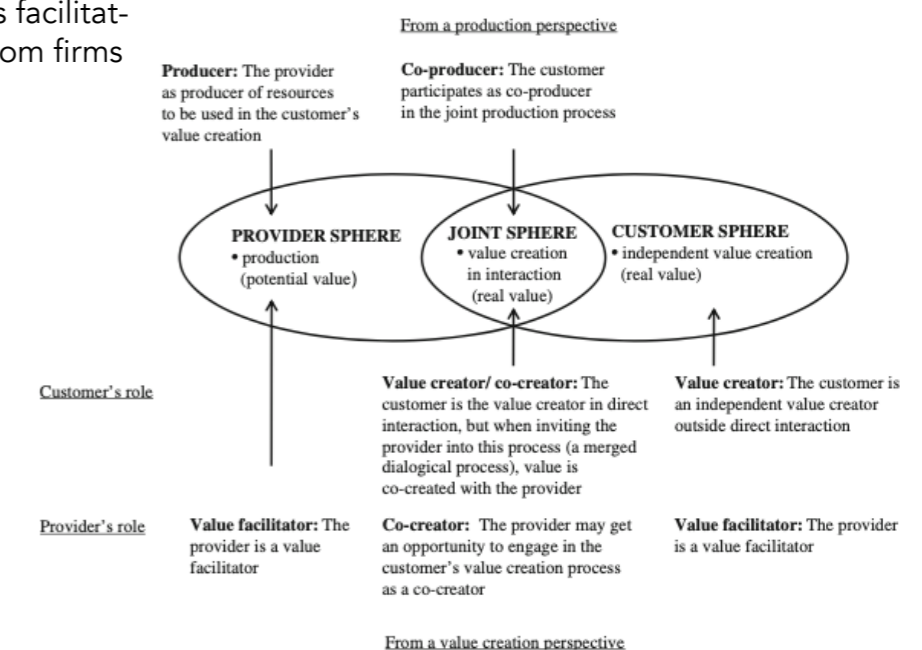 s facilitat-
om firms
From a production perspective
Producer: The provider
as producer of resources
to be used in the customer's
value creation
Co-producer: The customer
participates as co-producer
in the joint production process
PROVIDER SPHERE
• production
(potential value)
JOINT SPHERE
• value creation
in interaction
(real value)
CUSTOMER SPHERE
• independent value creation
(real value)
Customer's role
Value creator/ co-creator: The
customer is the value creator in direct
interaction, but when inviting the
provider into this process (a merged
dialogical process), value is
co-created with the provider
Value creator: The customer is
an independent value creator
outside direct interaction
Provider's role
Value facilitator: The
provider is a value
facilitator
Co-creator: The provider may get
an opportunity to engage in the
customer's value creation process
as a co-creator
Value facilitator: The provider
is a value facilitator
From a value creation perspective